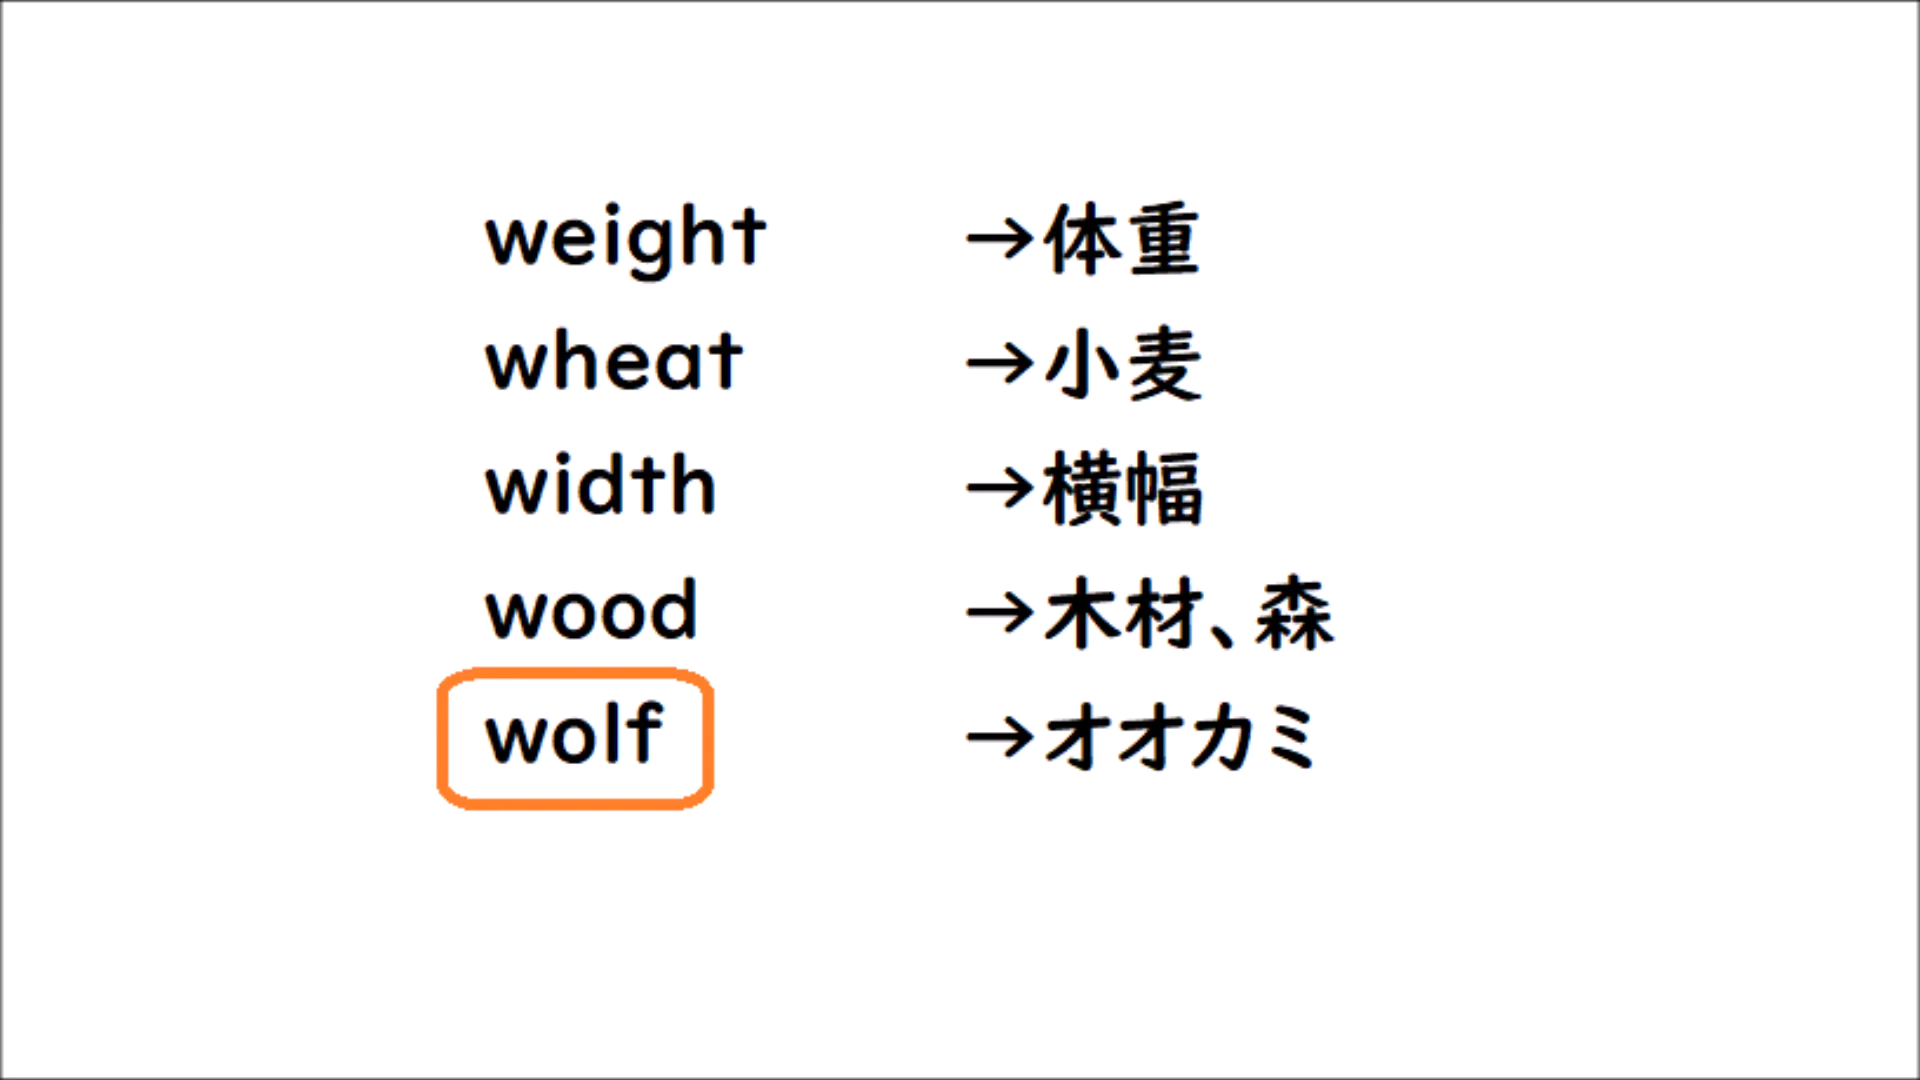 weight →体重
wheat →小麦
width →横幅
wood →木材、森
wolf →オオカミ